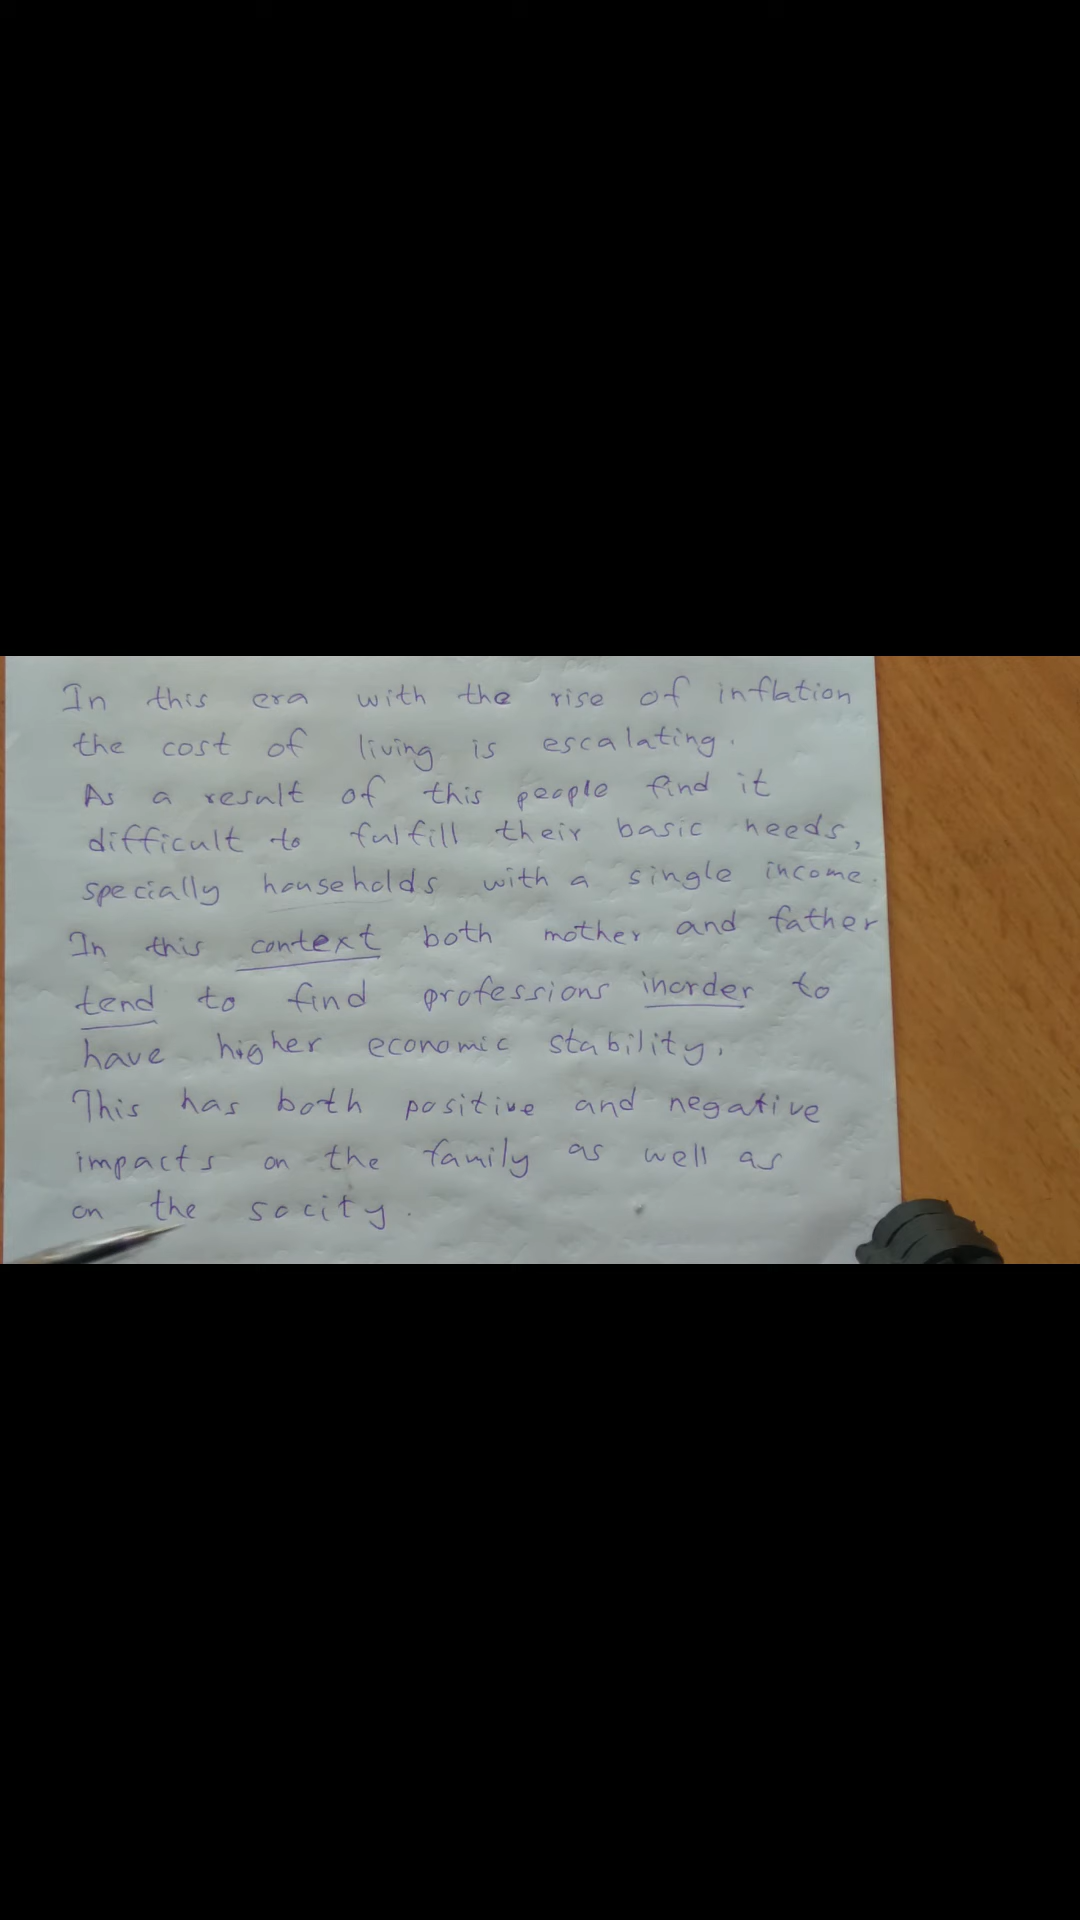 In this era with the rise of inflation
the cost of living is escalating.
As a result of this people find it
difficult to fulfill their basic needs,
specially households with a single income.
In this context both mother and father
tend to find professions inorder to
have higher economic stability.
This has both positive and negative
impacts on the family as well as
on the socity.